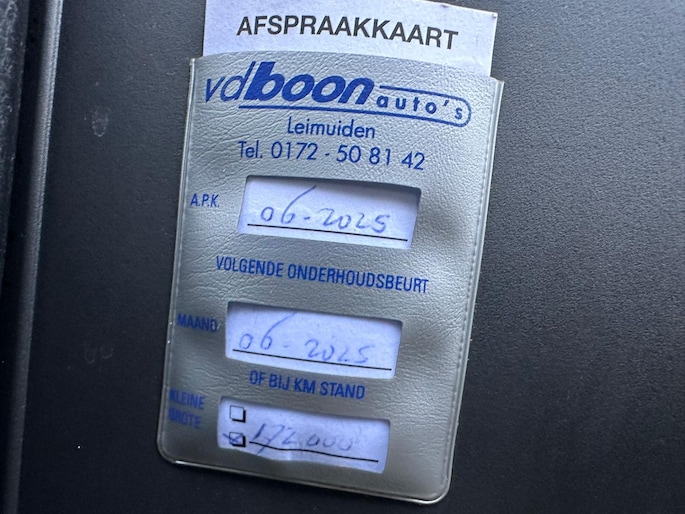 AFSPRAAKKAART
vdboon auto's
Leimuiden
Tel. 0172 - 50 81 42
A.P.K. 06-2025
VOLGENDE ONDERHOUDSBEURT
MAAND 06-2025
OF BIJ KM STAND
KLEINE
GROTE 172.000